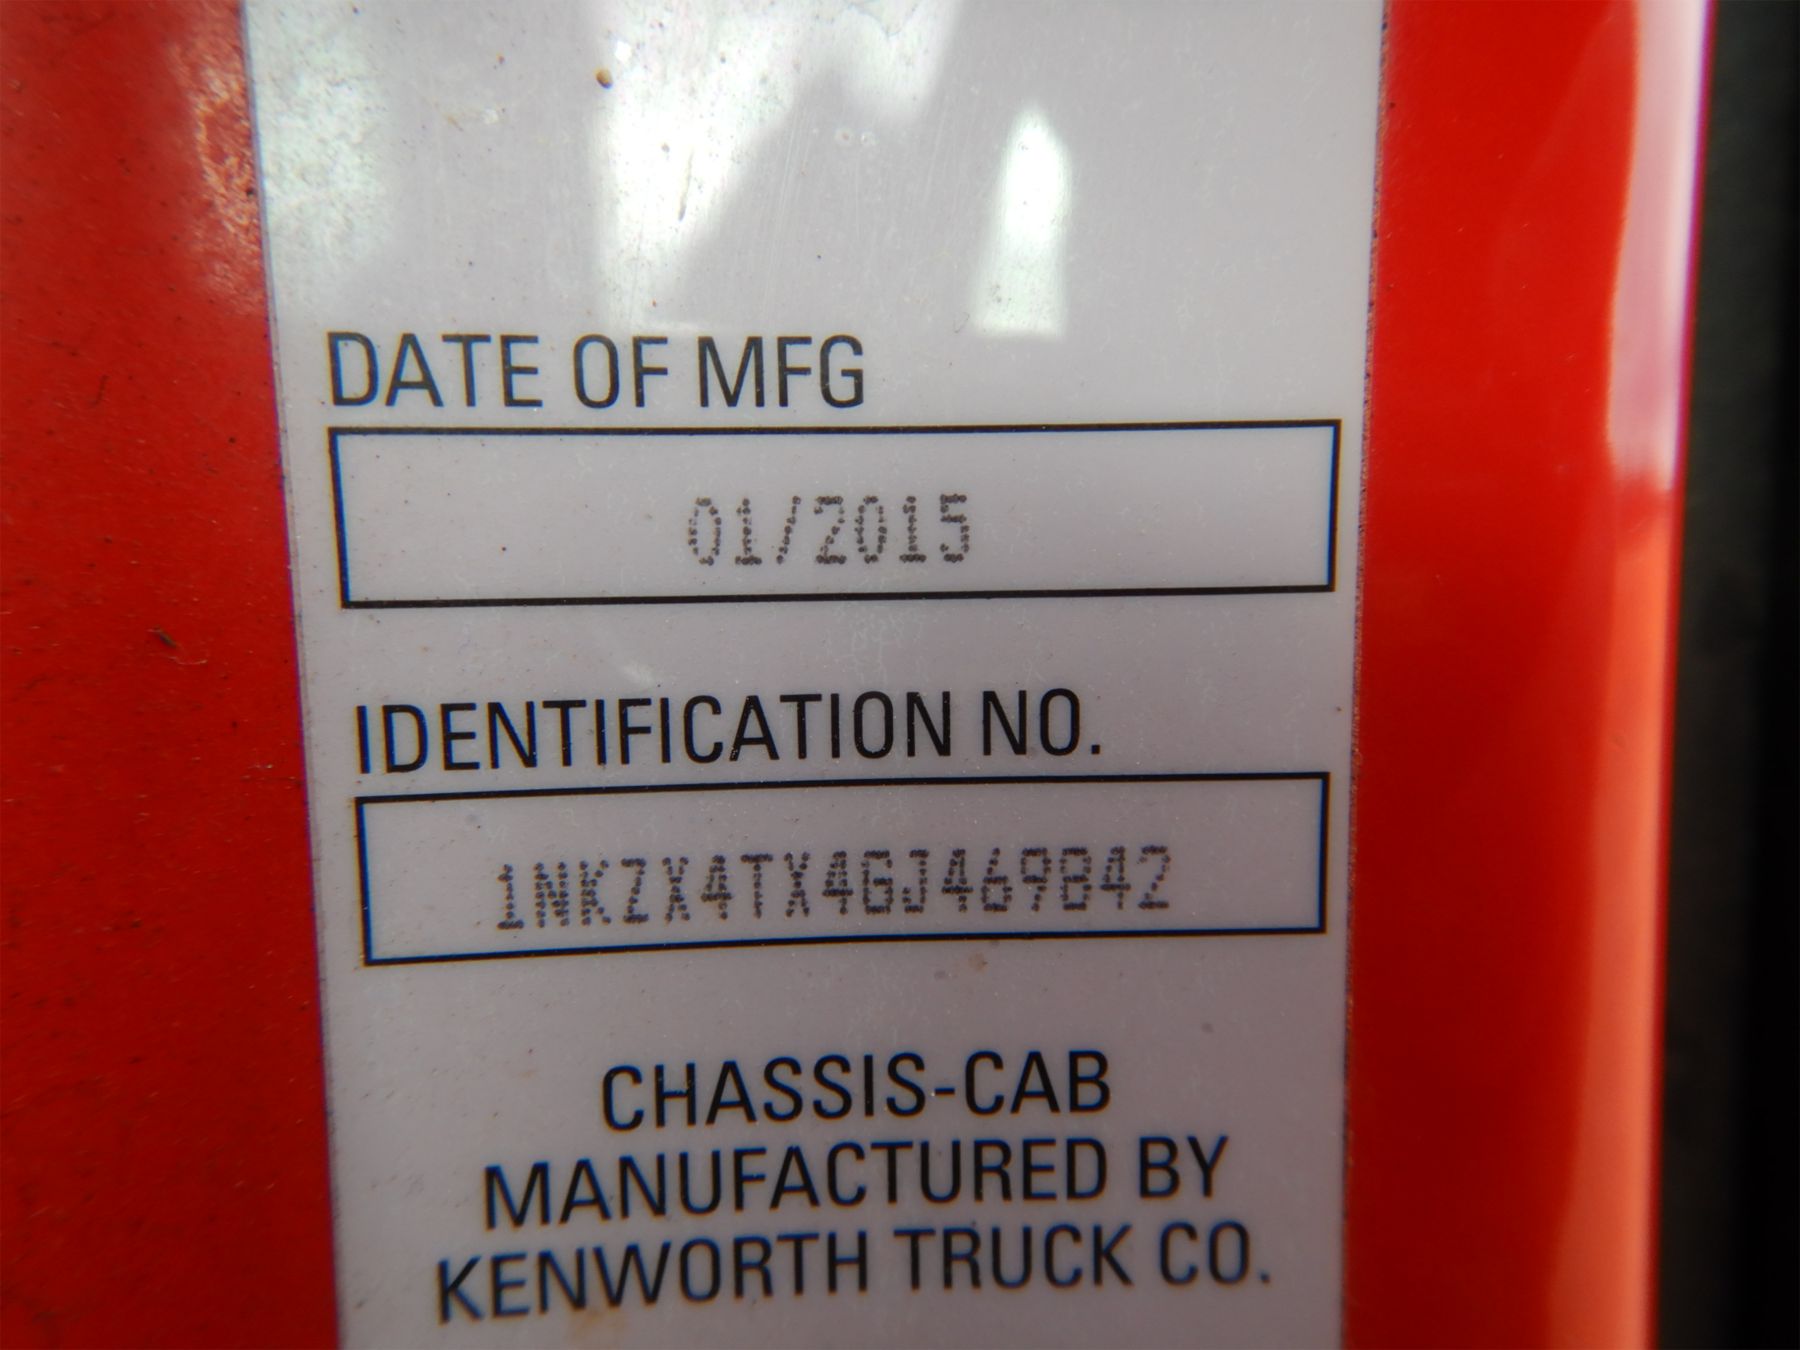 DATE OF MFG
01/2015
IDENTIFICATION NO.
1NKZX4TX4GJ469842
CHASSIS-CAB
MANUFACTURED BY
KENWORTH TRUCK CO.